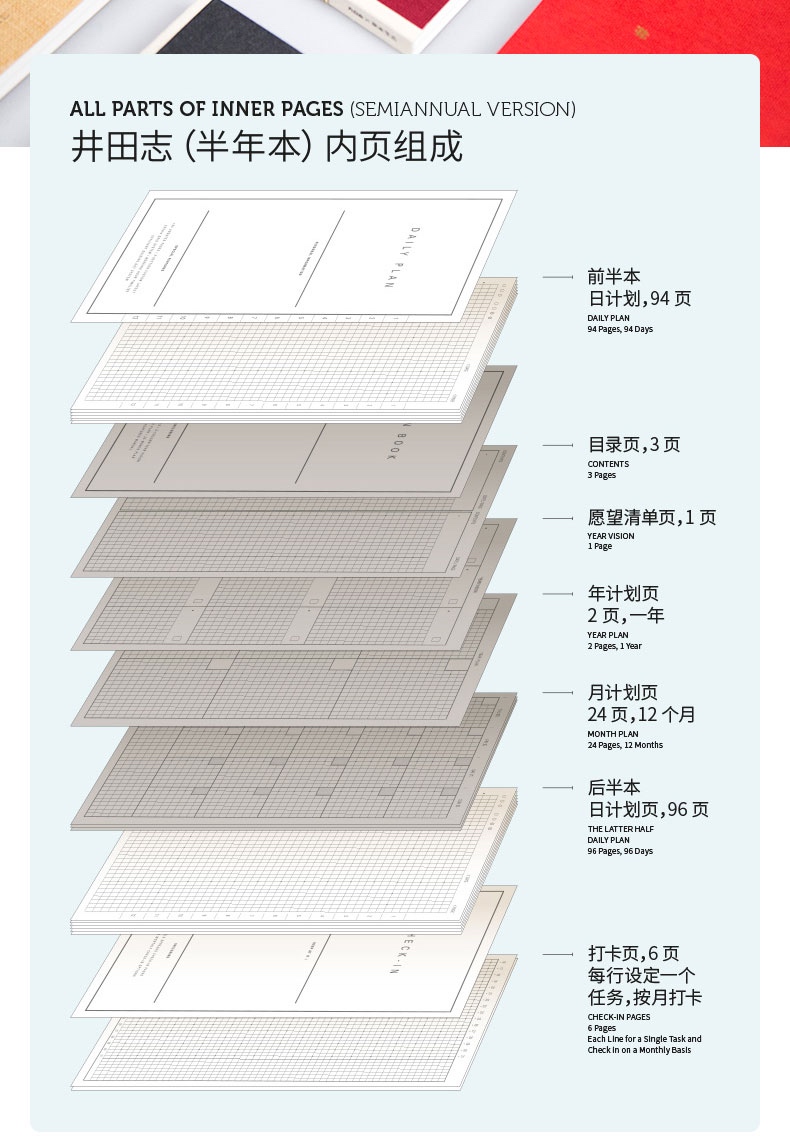 ALL PARTS OF INNER PAGES (SEMIANNUAL VERSION)
井田志（半年本）内页组成
DAILY PLAN
前半本
日计划,94 页
DAILY PLAN
94 Pages, 94 Days
BOOK
目录页,3 页
CONTENTS
3 Pages
愿望清单页,1 页
YEAR VISION
1 Page
年计划页
2 页,一年
YEAR PLAN
2 Pages, 1 Year
月计划页
24 页,12 个月
MONTH PLAN
24 Pages, 12 Months
后半本
日计划页,96 页
THE LATTER HALF
DAILY PLAN
96 Pages, 96 Days
打卡页,6 页
每行设定一个
任务,按月打卡
CHECK-IN PAGES
6 Pages
Each Line for a Single Task and
Check in on a Monthly Basis